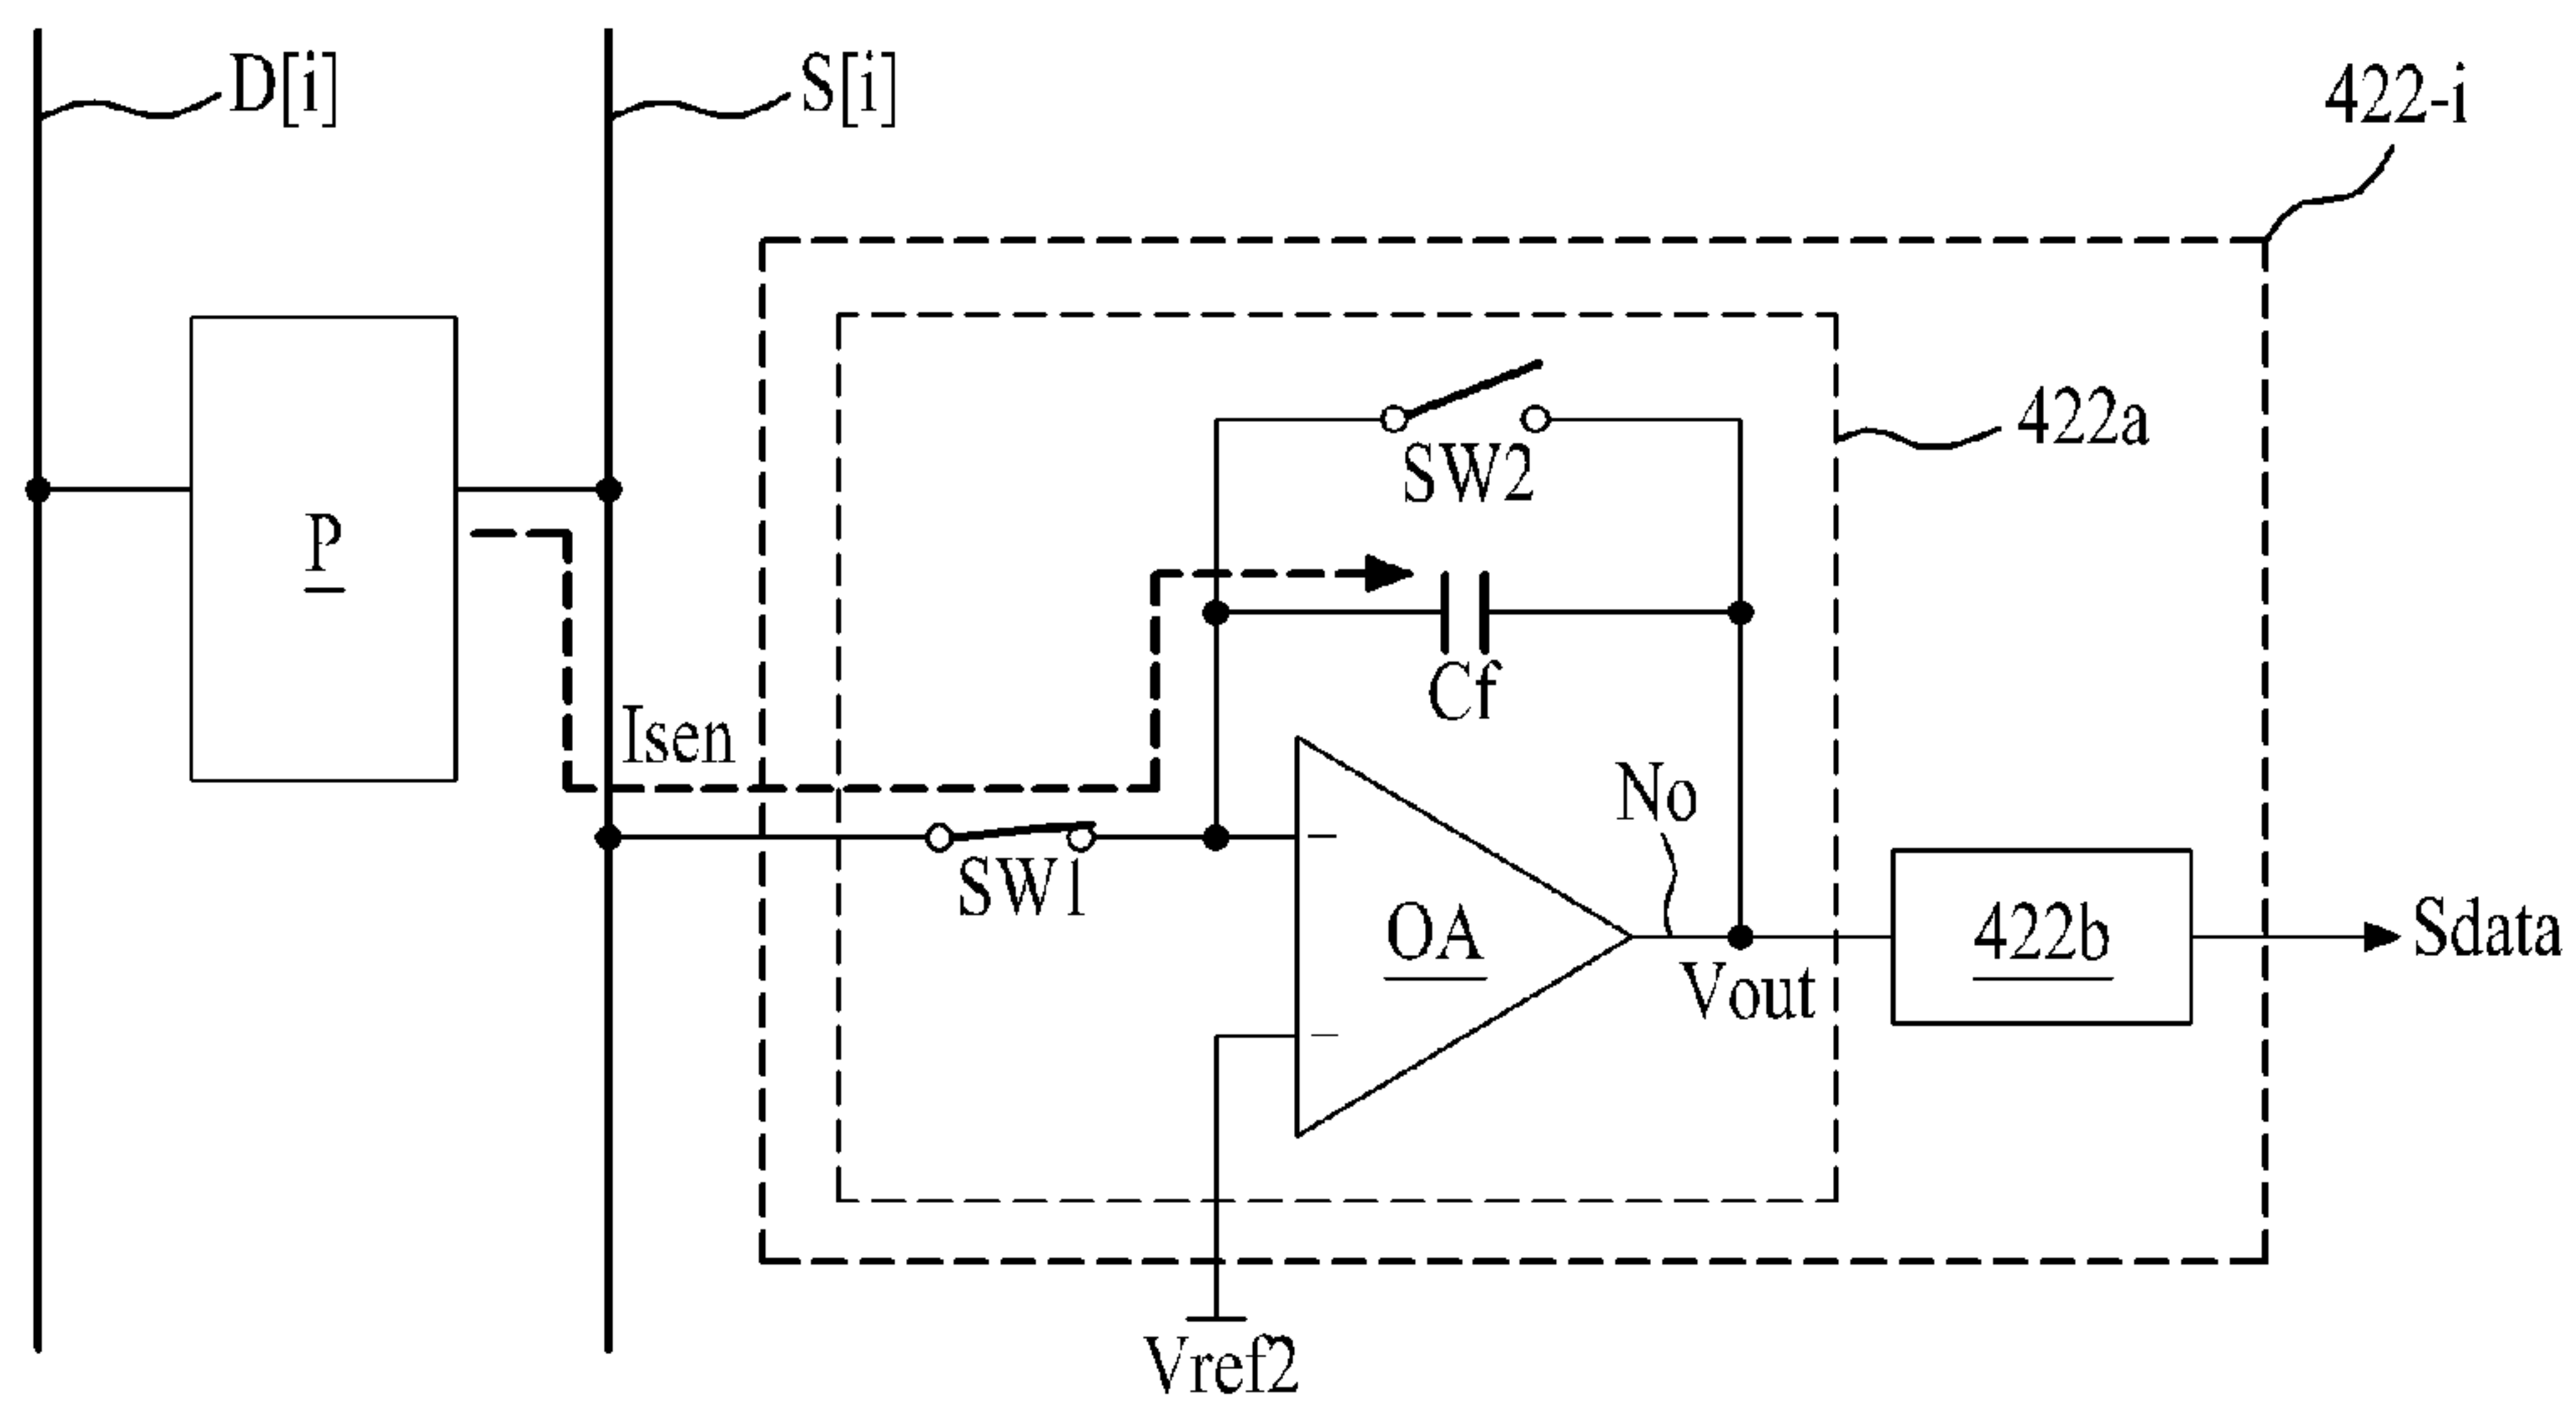 D[i]
S[i]
422-i
422a
SW2
P
Cf
Isen
No
SW1
−
OA
422b
Sdata
Vout
−
Vref2